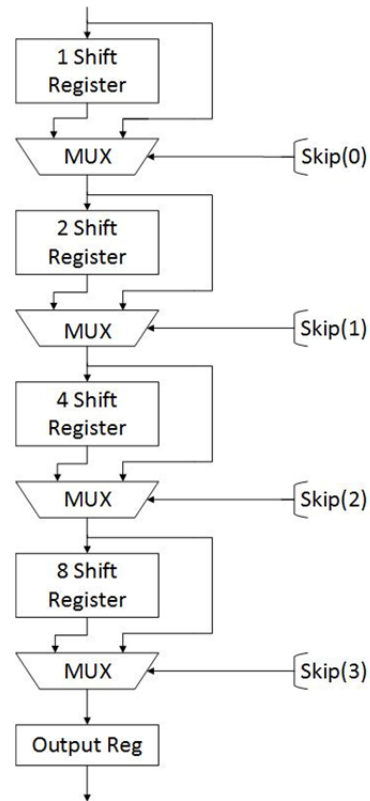 1 Shift
Register
MUX
Skip(0)
2 Shift
Register
MUX
Skip(1)
4 Shift
Register
MUX
Skip(2)
8 Shift
Register
MUX
Skip(3)
Output Reg